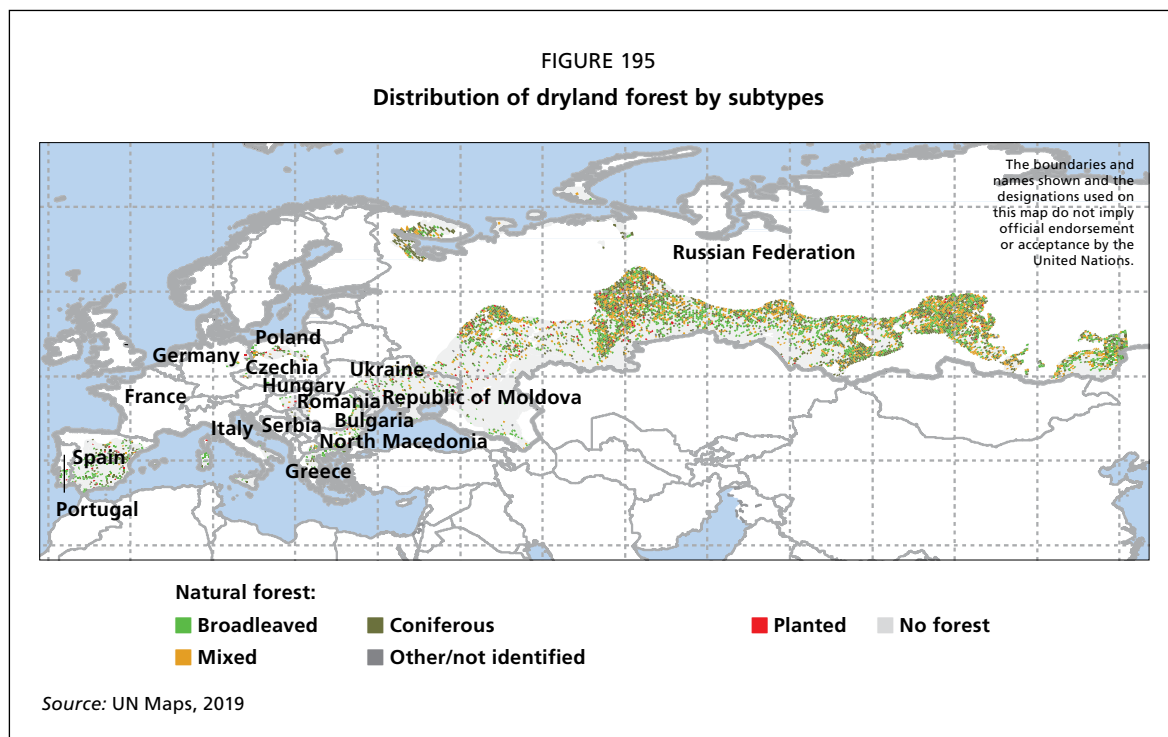 FIGURE 195
Distribution of dryland forest by subtypes
The boundaries and
names shown and the
designations used on
this map do not imply
official endorsement
or acceptance by the
United Nations.
Russian Federation
Poland
Germany
Czechia
Ukraine
Hungary
France
Romania
Republic of Moldova
Bulgaria
Italy
Serbia
North Macedonia
Spain
Greece
Portugal
Natural forest:
Broadleaved
Coniferous
Planted
No forest
Mixed
Other/not identified
Source: UN Maps, 2019